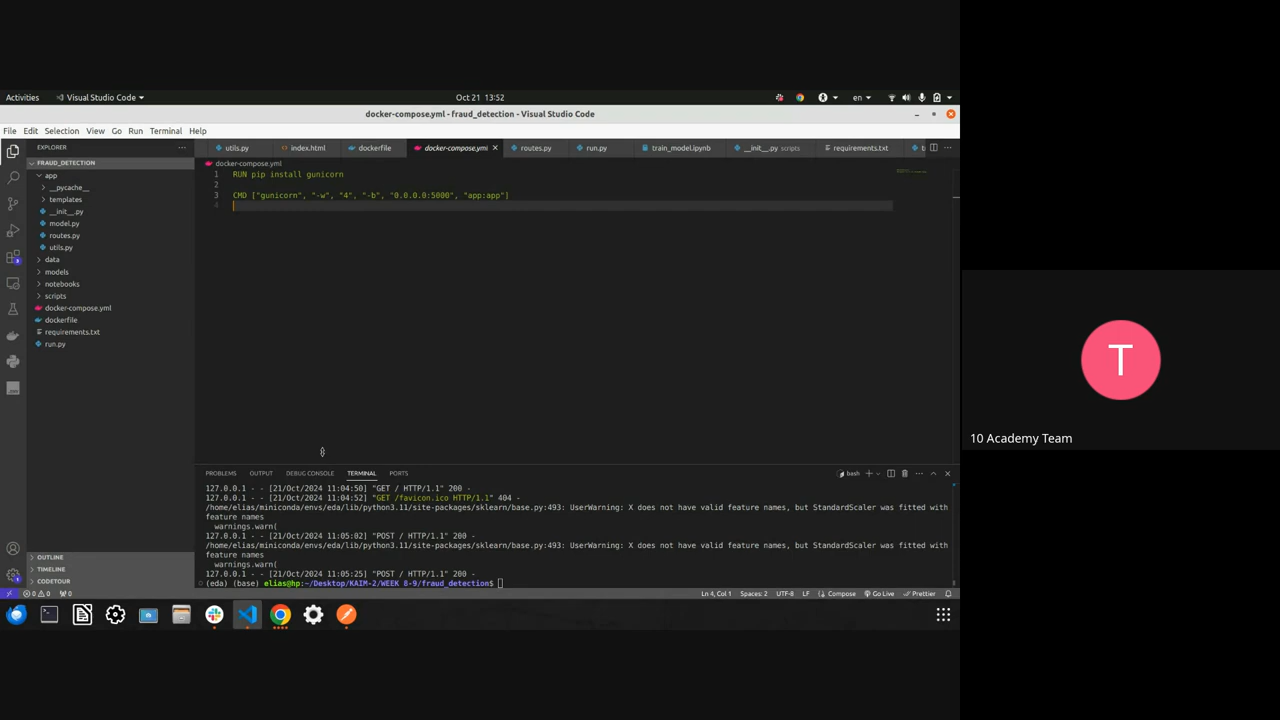 Activities
Visual Studio Code
Oct 21 13:52
en
docker-compose.yml - fraud_detection - Visual Studio Code
File Edit Selection View Go Run Terminal Help
EXPLORER
utils.py index.html dockerfile docker-compose.yml routes.py run.py train_model.ipynb __init__.py scripts requirements.txt
FRAUD_DETECTION
app
__pycache__
templates
__init__.py
model.py
routes.py
utils.py
data
models
notebooks
scripts
docker-compose.yml
dockerfile
requirements.txt
run.py
OUTLINE
TIMELINE
CODETOUR
docker-compose.yml
1 RUN pip install gunicorn
2
3 CMD ["gunicorn", "-w", "4", "-b", "0.0.0.0:5000", "app:app"]
4
PROBLEMS OUTPUT DEBUG CONSOLE TERMINAL PORTS
bash
127.0.0.1 - - [21/Oct/2024 11:04:50] "GET / HTTP/1.1" 200 -
127.0.0.1 - - [21/Oct/2024 11:04:52] "GET /favicon.ico HTTP/1.1" 404 -
/home/elias/miniconda/envs/eda/lib/python3.11/site-packages/sklearn/base.py:493: UserWarning: X does not have valid feature names, but StandardScaler was fitted with
feature names
warnings.warn(
127.0.0.1 - - [21/Oct/2024 11:05:02] "POST / HTTP/1.1" 200 -
/home/elias/miniconda/envs/eda/lib/python3.11/site-packages/sklearn/base.py:493: UserWarning: X does not have valid feature names, but StandardScaler was fitted with
feature names
warnings.warn(
127.0.0.1 - - [21/Oct/2024 11:05:25] "POST / HTTP/1.1" 200 -
(eda) (base) elias@hp:~/Desktop/KAIM-2/WEEK 8-9/fraud_detection$
0 0 0 Ln 4, Col 1 Spaces: 2 UTF-8 LF Compose Go Live Prettier
T
10 Academy Team